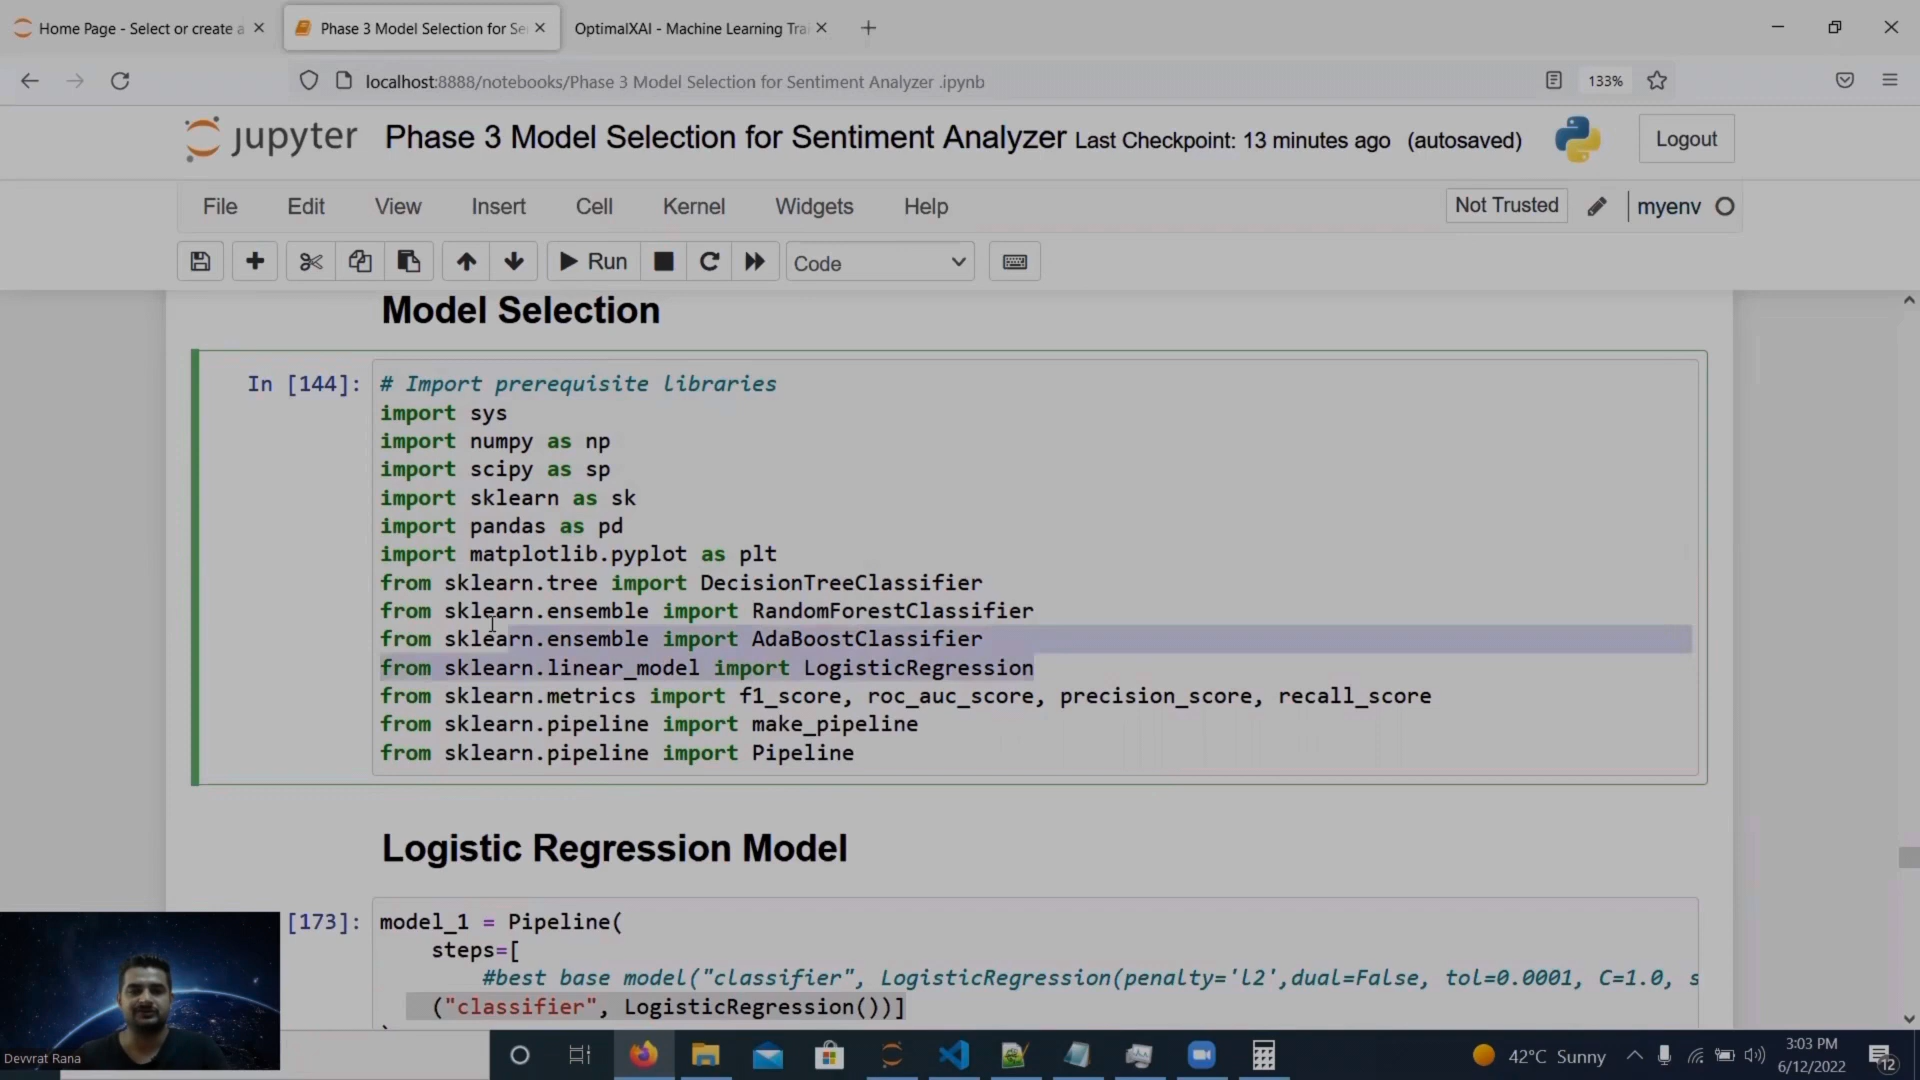 Home Page - Select or create a
Phase 3 Model Selection for Se
OptimalXAI - Machine Learning Trai
localhost:8888/notebooks/Phase 3 Model Selection for Sentiment Analyzer .ipynb
133%
jupyter Phase 3 Model Selection for Sentiment Analyzer Last Checkpoint: 13 minutes ago (autosaved)
Logout
File Edit View Insert Cell Kernel Widgets Help
Not Trusted
myenv
Run
Code
Model Selection
In [144]: # Import prerequisite libraries
import sys
import numpy as np
import scipy as sp
import sklearn as sk
import pandas as pd
import matplotlib.pyplot as plt
from sklearn.tree import DecisionTreeClassifier
from sklearn.ensemble import RandomForestClassifier
from sklearn.ensemble import AdaBoostClassifier
from sklearn.linear_model import LogisticRegression
from sklearn.metrics import f1_score, roc_auc_score, precision_score, recall_score
from sklearn.pipeline import make_pipeline
from sklearn.pipeline import Pipeline
Logistic Regression Model
[173]: model_1 = Pipeline(
steps=[
#best base model("classifier", LogisticRegression(penalty='l2',dual=False, tol=0.0001, C=1.0, s
("classifier", LogisticRegression())]
Devvrat Rana
42°C Sunny
3:03 PM
6/12/2022
12